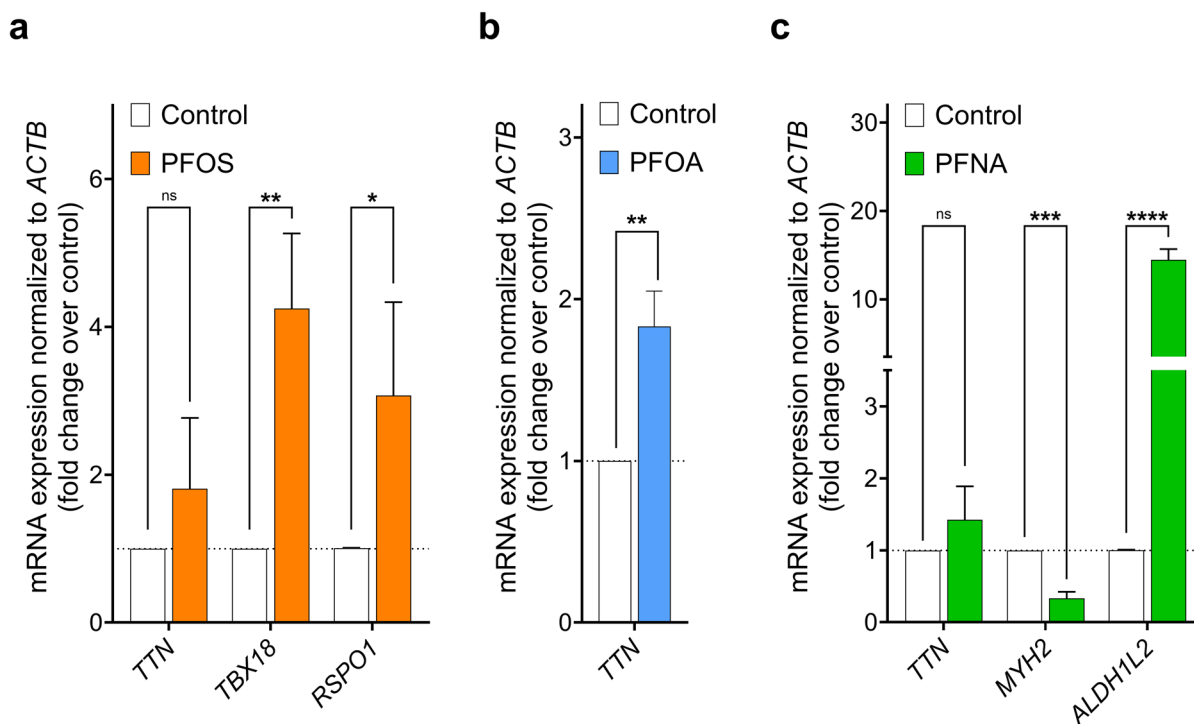 a
mRNA expression normalized to ACTB
(fold change over control)
Control
PFOS
6
4
2
0
ns
**
*
TTN
TBX18
RSPO1
b
mRNA expression normalized to ACTB
(fold change over control)
Control
PFOA
3
2
1
0
**
TTN
c
mRNA expression normalized to ACTB
(fold change over control)
Control
PFNA
30
20
10
3
2
1
0
ns
***
****
TTN
MYH2
ALDH1L2